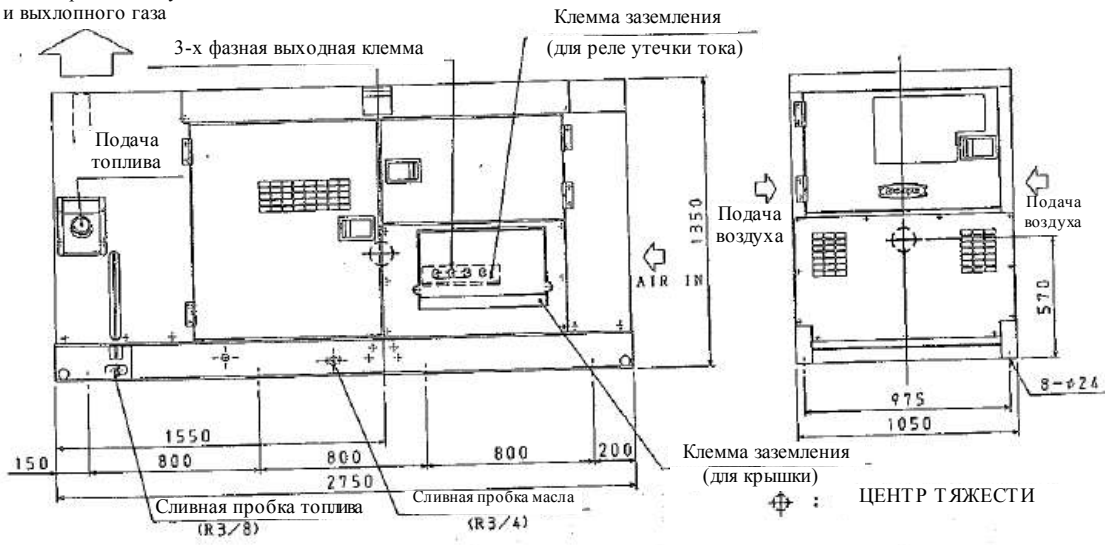 и выхлопного газа
3-х фазная выходная клемма
Клемма заземления
(для реле утечки тока)
Подача
топлива
1350
AIR IN
Подача
воздуха
Подача
воздуха
570
8-φ24
975
1050
1550
150
800
800
800
200
2750
Клемма заземления
(для крышки)
Сливная пробка топлива
(R3/8)
Сливная пробка масла
(R3/4)
: ЦЕНТР ТЯЖЕСТИ